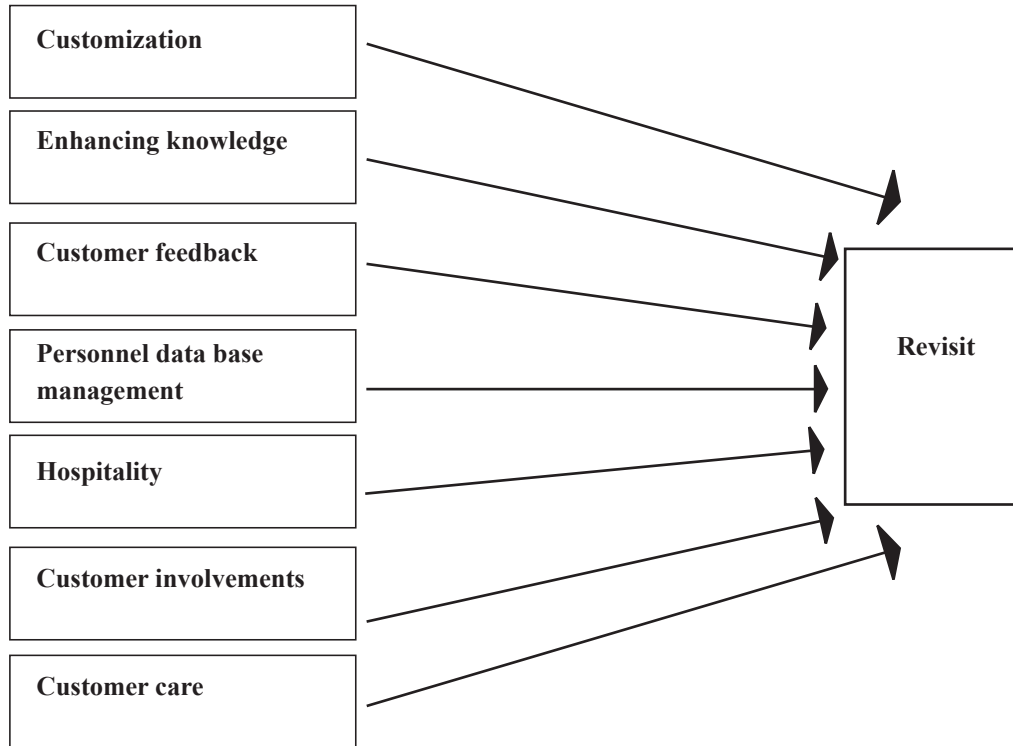 Customization
Enhancing knowledge
Customer feedback
Personnel data base
management
Hospitality
Customer involvements
Customer care
Revisit